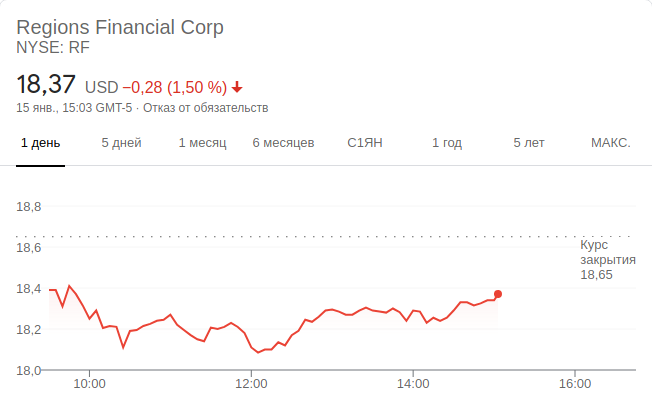 Regions Financial Corp
NYSE: RF
18,37 USD −0,28 (1,50 %)
15 янв., 15:03 GMT-5 · Отказ от обязательств
1 день 5 дней 1 месяц 6 месяцев С1ЯН 1 год 5 лет МАКС.
18,8
18,6
Курс
закрытия
18,65
18,4
18,2
18,0
10:00 12:00 14:00 16:00